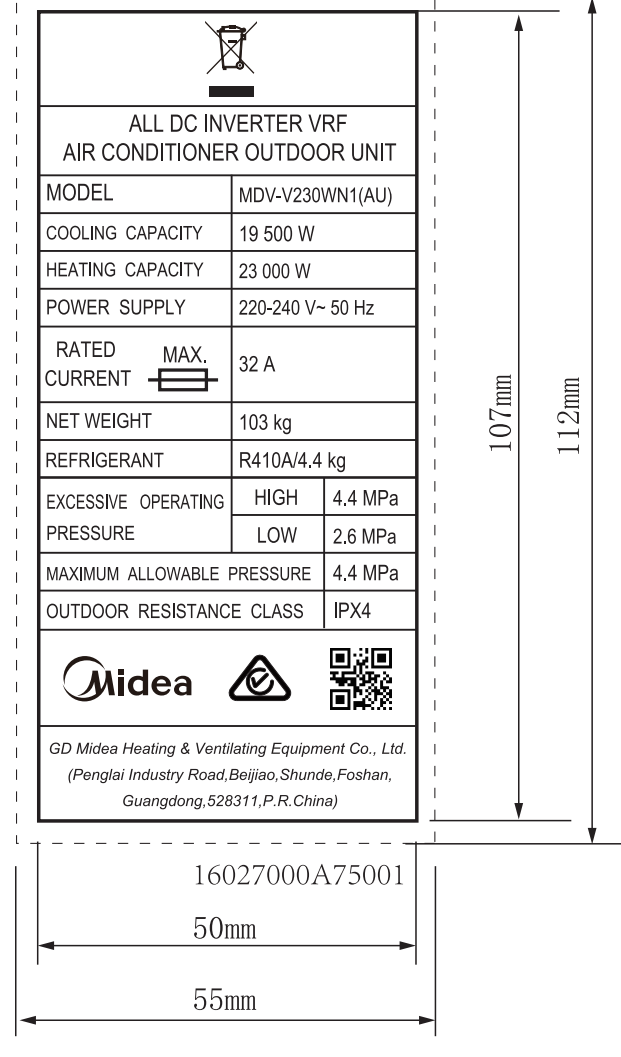 ALL DC INVERTER VRF
AIR CONDITIONER OUTDOOR UNIT
MODEL MDV-V230WN1(AU)
COOLING CAPACITY 19 500 W
HEATING CAPACITY 23 000 W
POWER SUPPLY 220-240 V~ 50 Hz
RATED CURRENT MAX. 32 A
NET WEIGHT 103 kg
REFRIGERANT R410A/4.4 kg
EXCESSIVE OPERATING PRESSURE
HIGH 4.4 MPa
LOW 2.6 MPa
MAXIMUM ALLOWABLE PRESSURE 4.4 MPa
OUTDOOR RESISTANCE CLASS IPX4
Midea
GD Midea Heating & Ventilating Equipment Co., Ltd.
(Penglai Industry Road,Beijiao,Shunde,Foshan,
Guangdong,528311,P.R.China)
107mm
112mm
16027000A75001
50mm
55mm